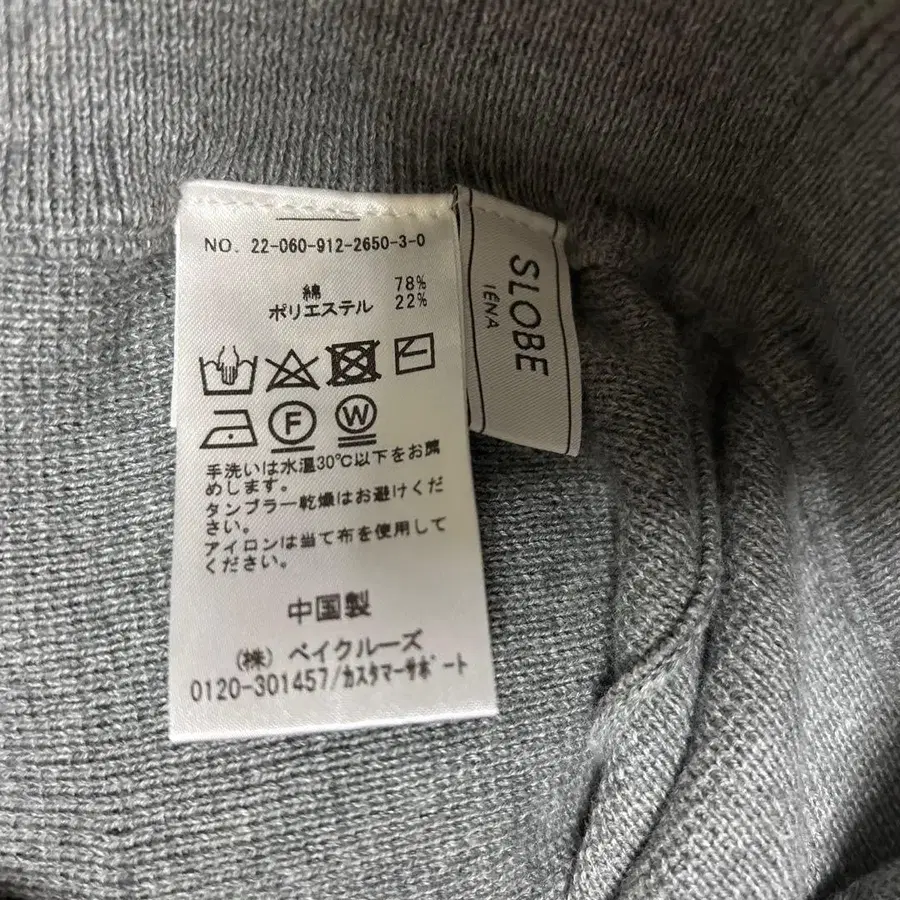 NO. 22-060-912-2650-3-0
綿 78%
ポリエステル 22%
F
W
手洗いは水温30℃以下をお薦
めします。
タンブラー乾燥はお避けくだ
さい。
アイロンは当て布を使用して
ください。
中国製
(株) ベイクルーズ
0120-301457/カスタマーサポート
SLOBE
IÉNA